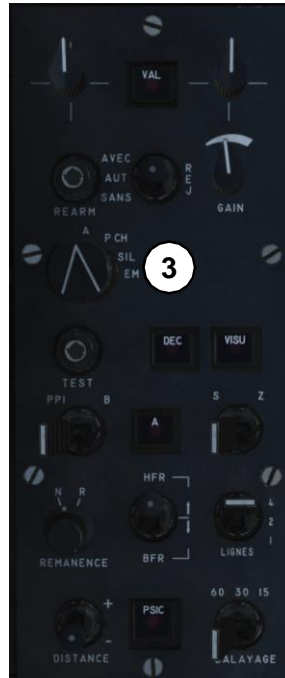 VAL
AVEC
AUT
SANS
REJ
REARM
GAIN
A
P CH
SIL
EM
3
TEST
DEC
VISU
PPI
B
A
S
Z
N R
HFR
BFR
4
2
1
REMANENCE
LIGNES
+
-
DISTANCE
PSIC
60 30 15
BALAYAGE